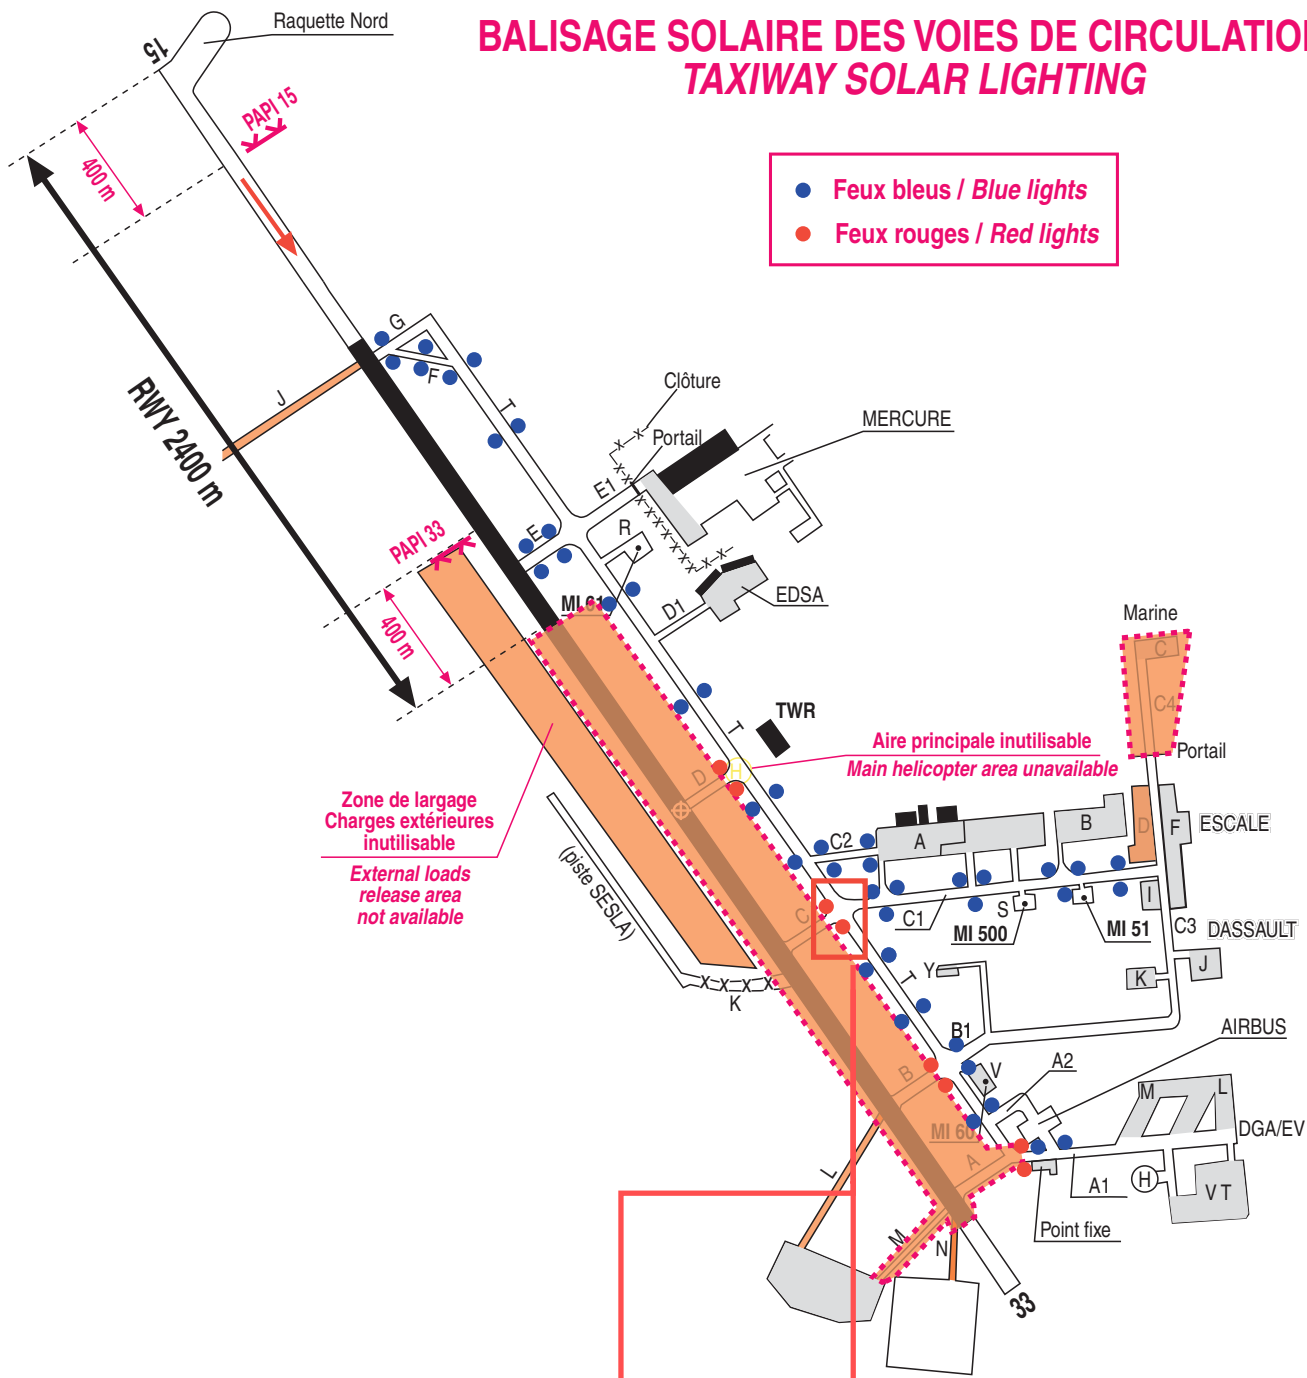 Raquette Nord
BALISAGE SOLAIRE DES VOIES DE CIRCULATIO
TAXIWAY SOLAR LIGHTING
15
PAPI 15
400 m
Feux bleus / Blue lights
Feux rouges / Red lights
G
F
J
T
RWY 2400 m
Clôture
Portail
MERCURE
E1
R
E
PAPI 33
400 m
MI 61
D1
EDSA
Marine
C
C4
Portail
T
TWR
Aire principale inutilisable
Main helicopter area unavailable
D
H
Zone de largage
Charges extérieures
inutilisable
External loads
release area
not available
(piste SESLA)
C2
A
B
D
F
ESCALE
C
C1
S
MI 500
MI 51
I
C3
DASSAULT
K
X X X X
T
Y
K
J
B1
AIRBUS
B
V
A2
M
L
MI 60
DGA/EV
A
A1
H
V T
L
M
N
Point fixe
33